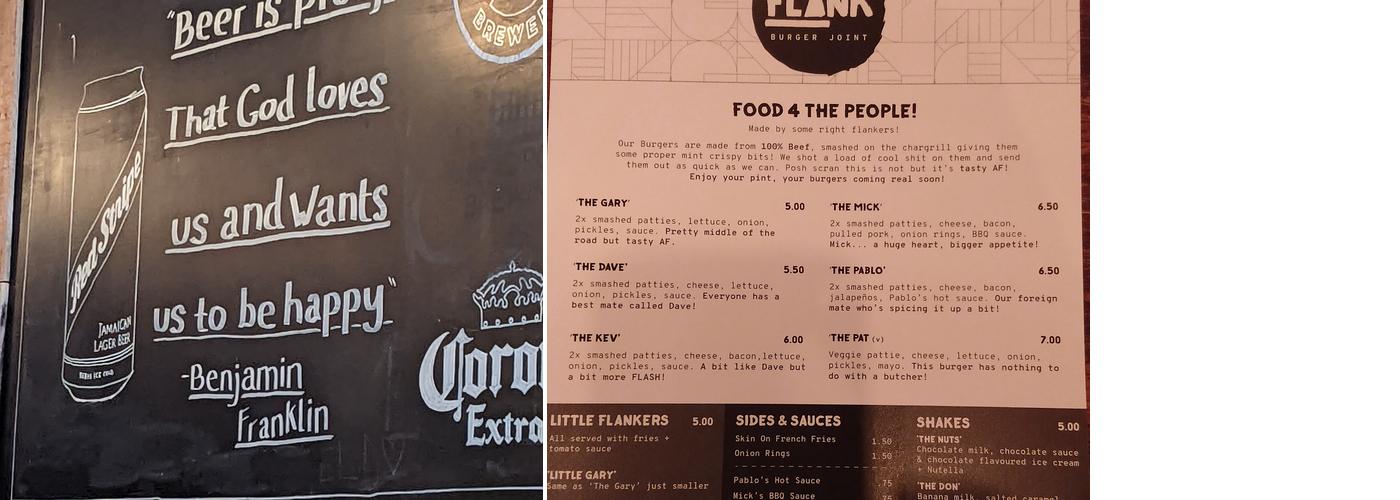 "Beer is
That God loves
us and Wants
us to be happy"
-Benjamin
Franklin
Red Stripe
JAMAICAN
LAGER BEER
SERVE ICE COLD
BREWE
Coro
Extra
FLANK
BURGER JOINT
FOOD 4 THE PEOPLE!
Made by some right flankers!
Our Burgers are made from 100% Beef, smashed on the chargrill giving them
some proper mint crispy bits! We shot a load of cool shit on them and send
them out as quick as we can. Posh scran this is not but it's tasty AF!
Enjoy your pint, your burgers coming real soon!
'THE GARY' 5.00
2x smashed patties, lettuce, onion,
pickles, sauce. Pretty middle of the
road but tasty AF.
'THE DAVE' 5.50
2x smashed patties, cheese, lettuce,
onion, pickles, sauce. Everyone has a
best mate called Dave!
'THE KEV' 6.00
2x smashed patties, cheese, bacon,lettuce,
onion, pickles, sauce. A bit like Dave but
a bit more FLASH!
'THE MICK' 6.50
2x smashed patties, cheese, bacon,
pulled pork, onion rings, BBQ sauce.
Mick... a huge heart, bigger appetite!
'THE PABLO' 6.50
2x smashed patties, cheese, bacon,
jalapeños, Pablo's hot sauce. Our foreign
mate who's spicing it up a bit!
'THE PAT (v) 7.00
Veggie pattie, cheese, lettuce, onion,
pickles, mayo. This burger has nothing to
do with a butcher!
LITTLE FLANKERS 5.00
All served with fries +
tomato sauce
'LITTLE GARY'
Same as 'The Gary' just smaller
SIDES & SAUCES
Skin On French Fries 1.50
Onion Rings 1.50
Pablo's Hot Sauce .75
Mick's BBQ Sauce .75
SHAKES 5.00
'THE NUTS'
Chocolate milk, chocolate sauce
& chocolate flavoured ice cream
+ Nutella
'THE DON'
Banana milk, salted caramel